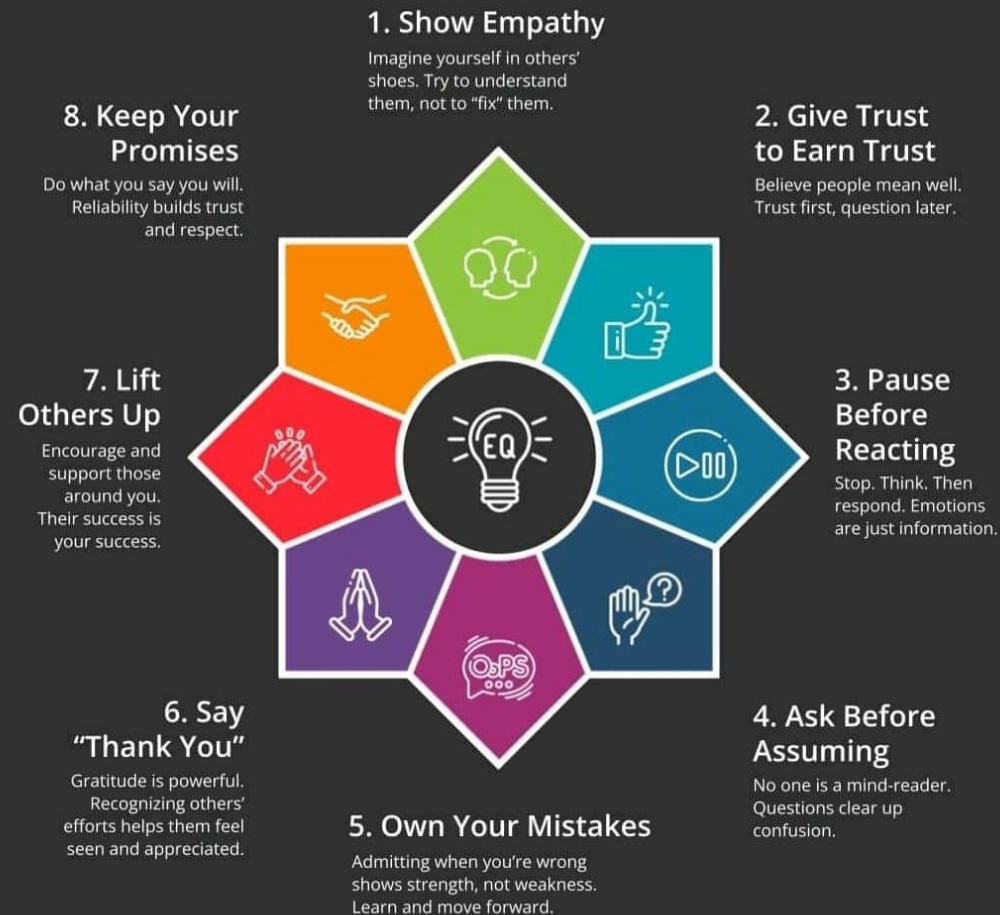 1. Show Empathy
Imagine yourself in others’
shoes. Try to understand
them, not to “fix” them.
2. Give Trust
to Earn Trust
Believe people mean well.
Trust first, question later.
3. Pause
Before
Reacting
Stop. Think. Then
respond. Emotions
are just information.
4. Ask Before
Assuming
No one is a mind-reader.
Questions clear up
confusion.
5. Own Your Mistakes
Admitting when you’re wrong
shows strength, not weakness.
Learn and move forward.
6. Say
“Thank You”
Gratitude is powerful.
Recognizing others’
efforts helps them feel
seen and appreciated.
7. Lift
Others Up
Encourage and
support those
around you.
Their success is
your success.
8. Keep Your
Promises
Do what you say you will.
Reliability builds trust
and respect.
EQ
?
OOPS